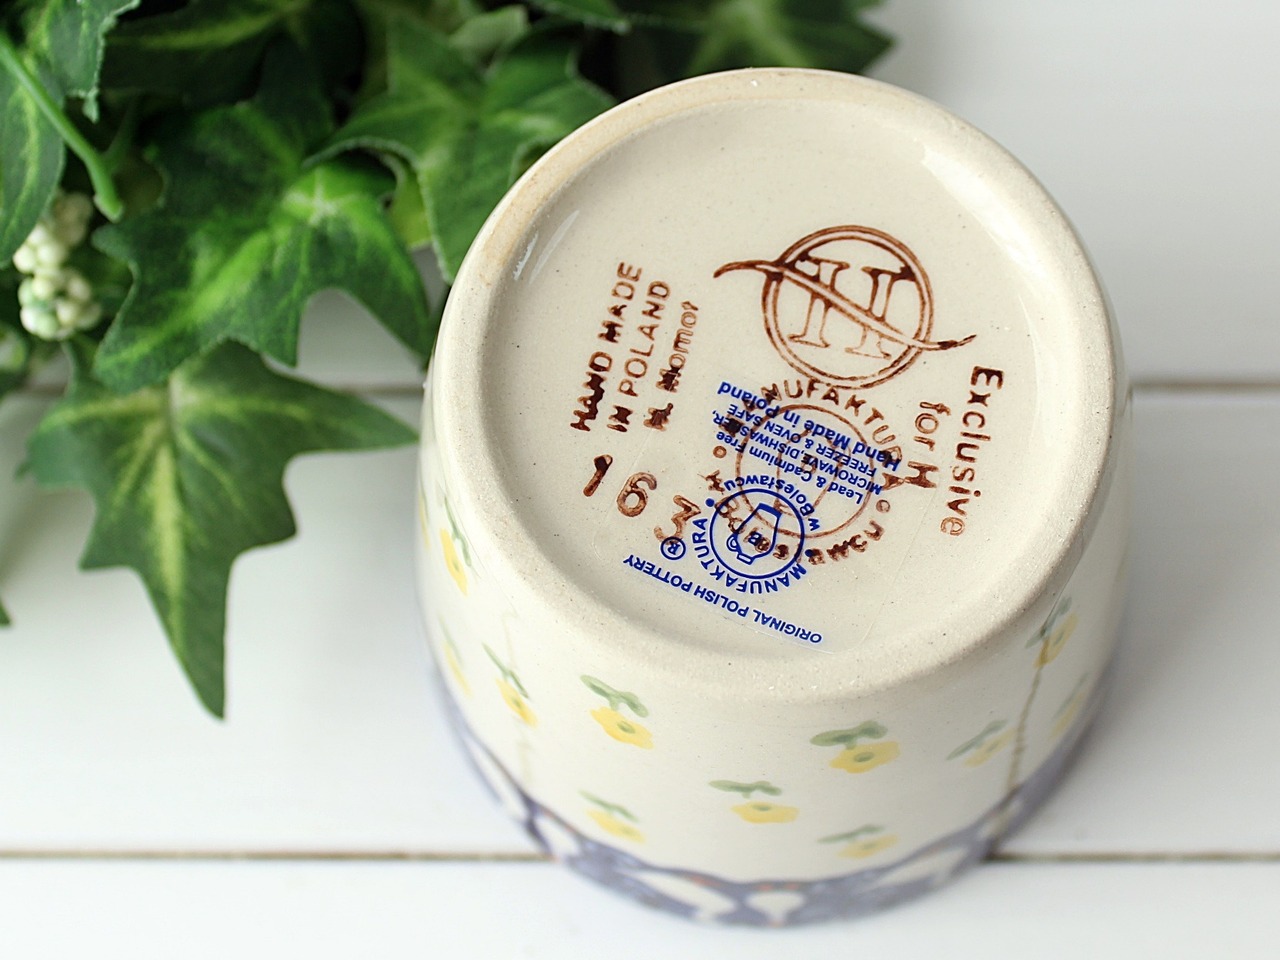 HAND MADE
IN POLAND
163
H
Exclusive
for H
MANUFAKTURA
ORIGINAL POLISH POTTERY
®
MANUFAKTURA
w Bolesławcu
B
Lead & Cadmium Free
MICROWAVE, DISHWASHER,
FREEZER & OVEN SAFE
Hand Made in Poland